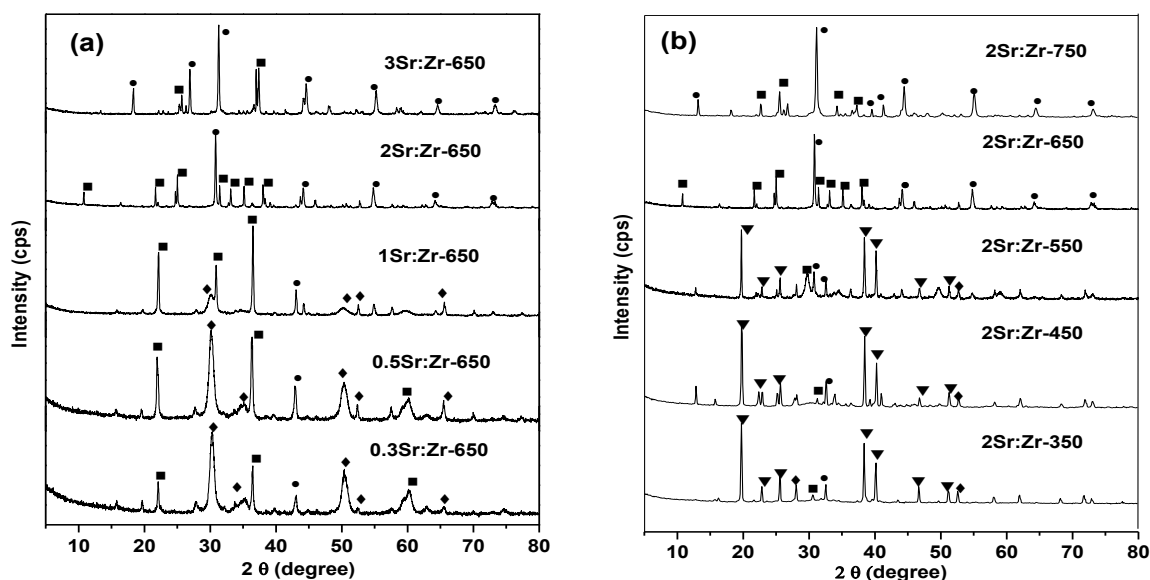 (a)
3Sr:Zr-650
2Sr:Zr-650
1Sr:Zr-650
0.5Sr:Zr-650
0.3Sr:Zr-650
Intensity (cps)
10 20 30 40 50 60 70 80
2 θ (degree)
(b)
2Sr:Zr-750
2Sr:Zr-650
2Sr:Zr-550
2Sr:Zr-450
2Sr:Zr-350
Intensity (cps)
10 20 30 40 50 60 70 80
2 θ (degree)